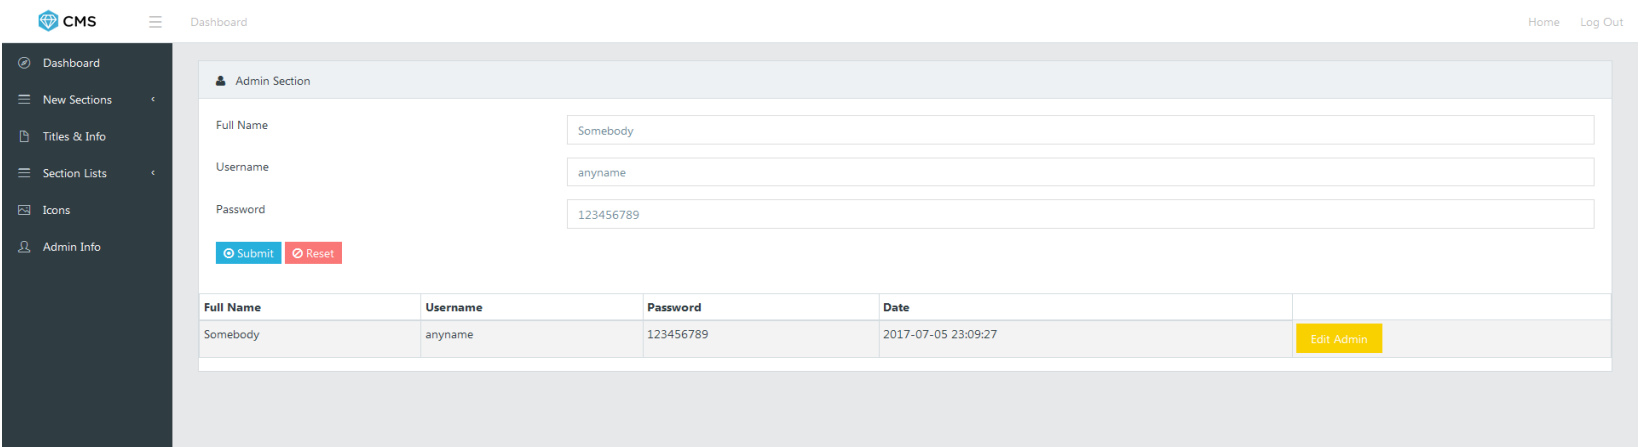 CMS
Dashboard
Home Log Out
Dashboard
New Sections
Titles & Info
Section Lists
Icons
Admin Info
Admin Section
Full Name Somebody
Username anyname
Password 123456789
Submit Reset
Full Name Username Password Date
Somebody anyname 123456789 2017-07-05 23:09:27 Edit Admin